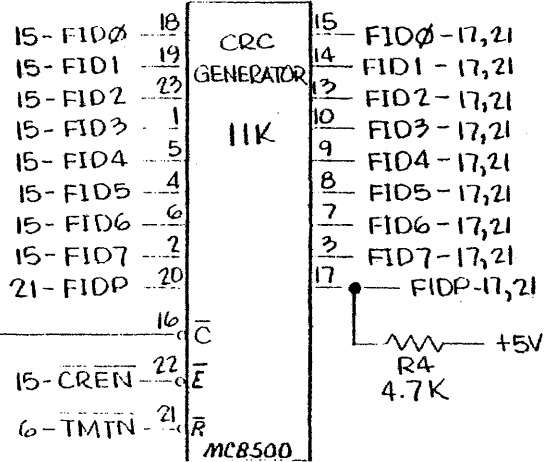 15-FIDØ 18 CRC 15 FIDØ-17,21
15-FID1 19 GENERATOR 14 FID1-17,21
15-FID2 23 13 FID2-17,21
15-FID3 1 11K 10 FID3-17,21
15-FID4 5 9 FID4-17,21
15-FID5 4 8 FID5-17,21
15-FID6 6 7 FID6-17,21
15-FID7 2 3 FID7-17,21
21-FIDP 20 17 FIDP-17,21
16 C̅
+5V
15-C̅R̅E̅N̅ 22 E̅
R4
4.7K
6-T̅M̅T̅N̅ 21 R̅
MC8500